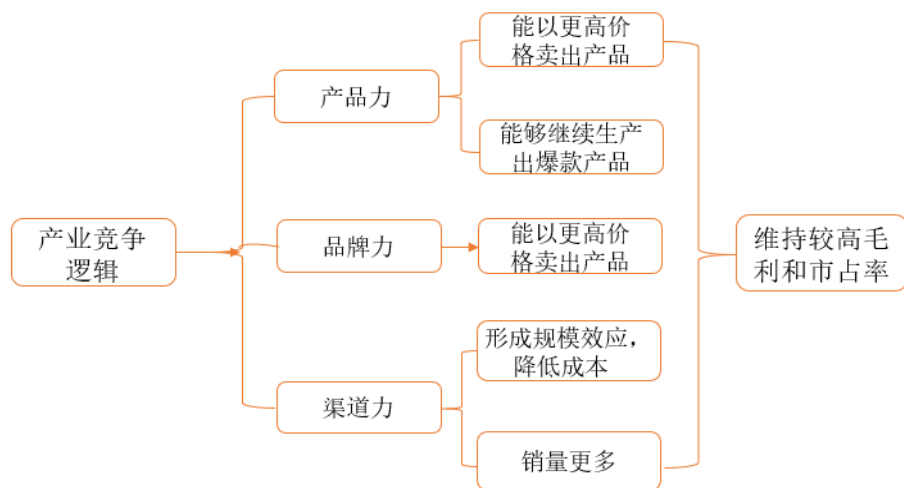 产业竞争
逻辑
产品力
能以更高价
格卖出产品
能够继续生产
出爆款产品
品牌力
能以更高价
格卖出产品
渠道力
形成规模效应，
降低成本
销量更多
维持较高毛
利和市占率